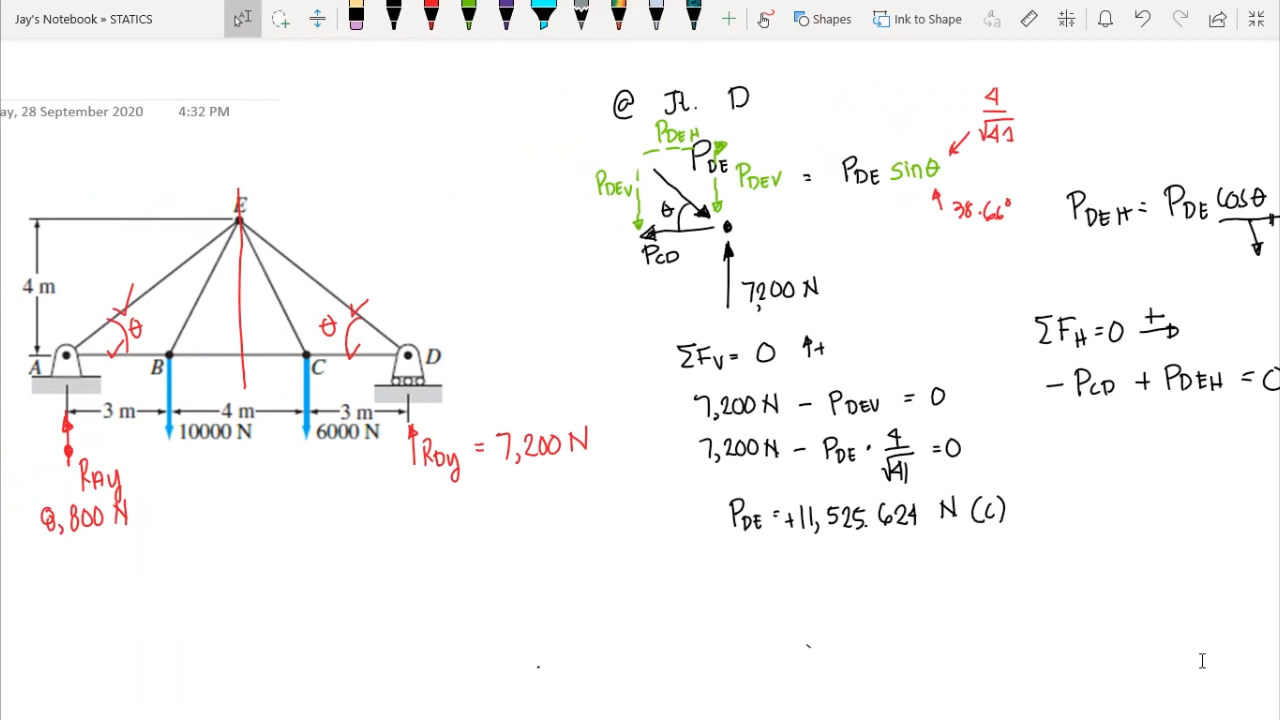 Jay's Notebook » STATICS
Shapes
Ink to Shape
ay, 28 September 2020 4:32 PM
E
4 m
θ
θ
A
B
C
D
3 m
4 m
3 m
10000 N
6000 N
RAy
8,800 N
RDy = 7,200 N
@ Jt. D
PDEH
PDE
PDEV
PDEV = PDE sinθ
4
√41
38.66°
θ
PCD
7,200 N
ΣFV = 0 ↑+
7,200 N − PDEV = 0
7,200 N − PDE · 4/√41 = 0
PDE = +11,525.624 N (C)
PDEH = PDE cosθ
ΣFH = 0 +→
− PCD + PDEH = 0